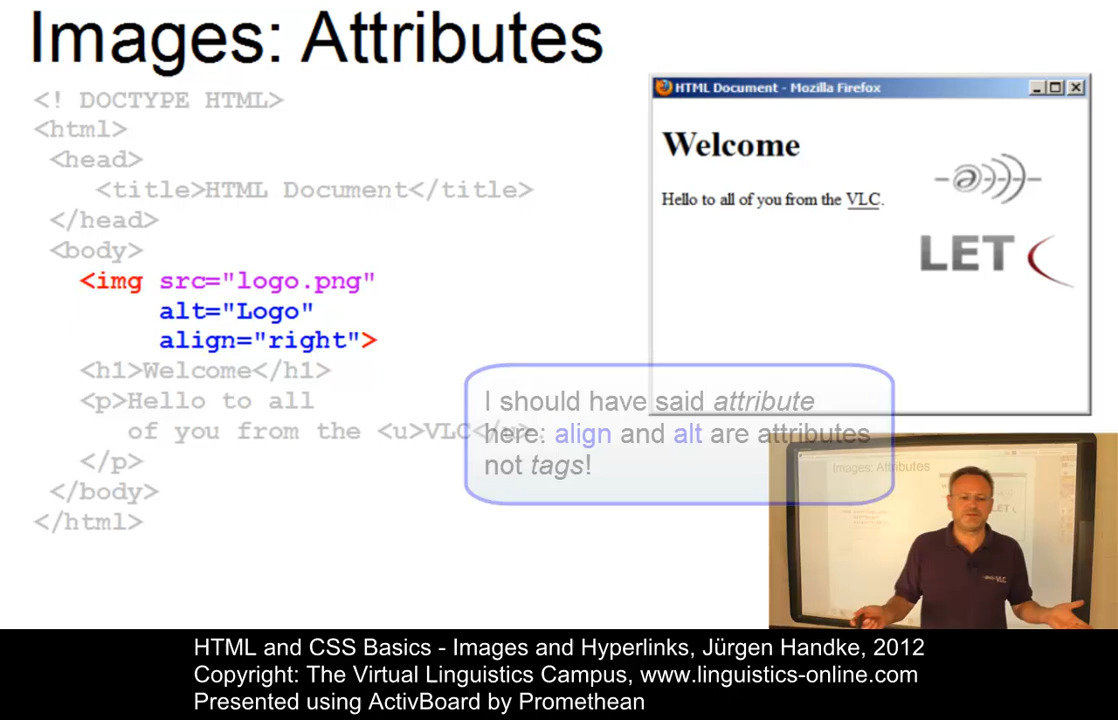 Images: Attributes
<! DOCTYPE HTML>
<html>
<head>
<title>HTML Document</title>
</head>
<body>
<img src="logo.png"
alt="Logo"
align="right">
<h1>Welcome</h1>
<p>Hello to all
of you from the <u>VLC</u>.
</p>
</body>
</html>
HTML Document - Mozilla Firefox
Welcome
Hello to all of you from the VLC.
LET
I should have said attribute
here: align and alt are attributes
not tags!
Images: Attributes
LET
VLC
HTML and CSS Basics - Images and Hyperlinks, Jürgen Handke, 2012
Copyright: The Virtual Linguistics Campus, www.linguistics-online.com
Presented using ActivBoard by Promethean